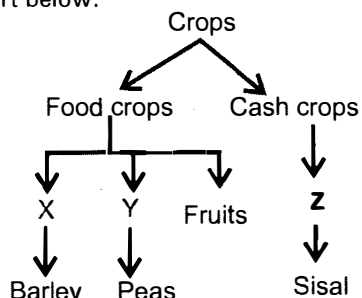 rt below.
Crops
Food crops Cash crops
X Y Fruits z
Barley Peas Sisal